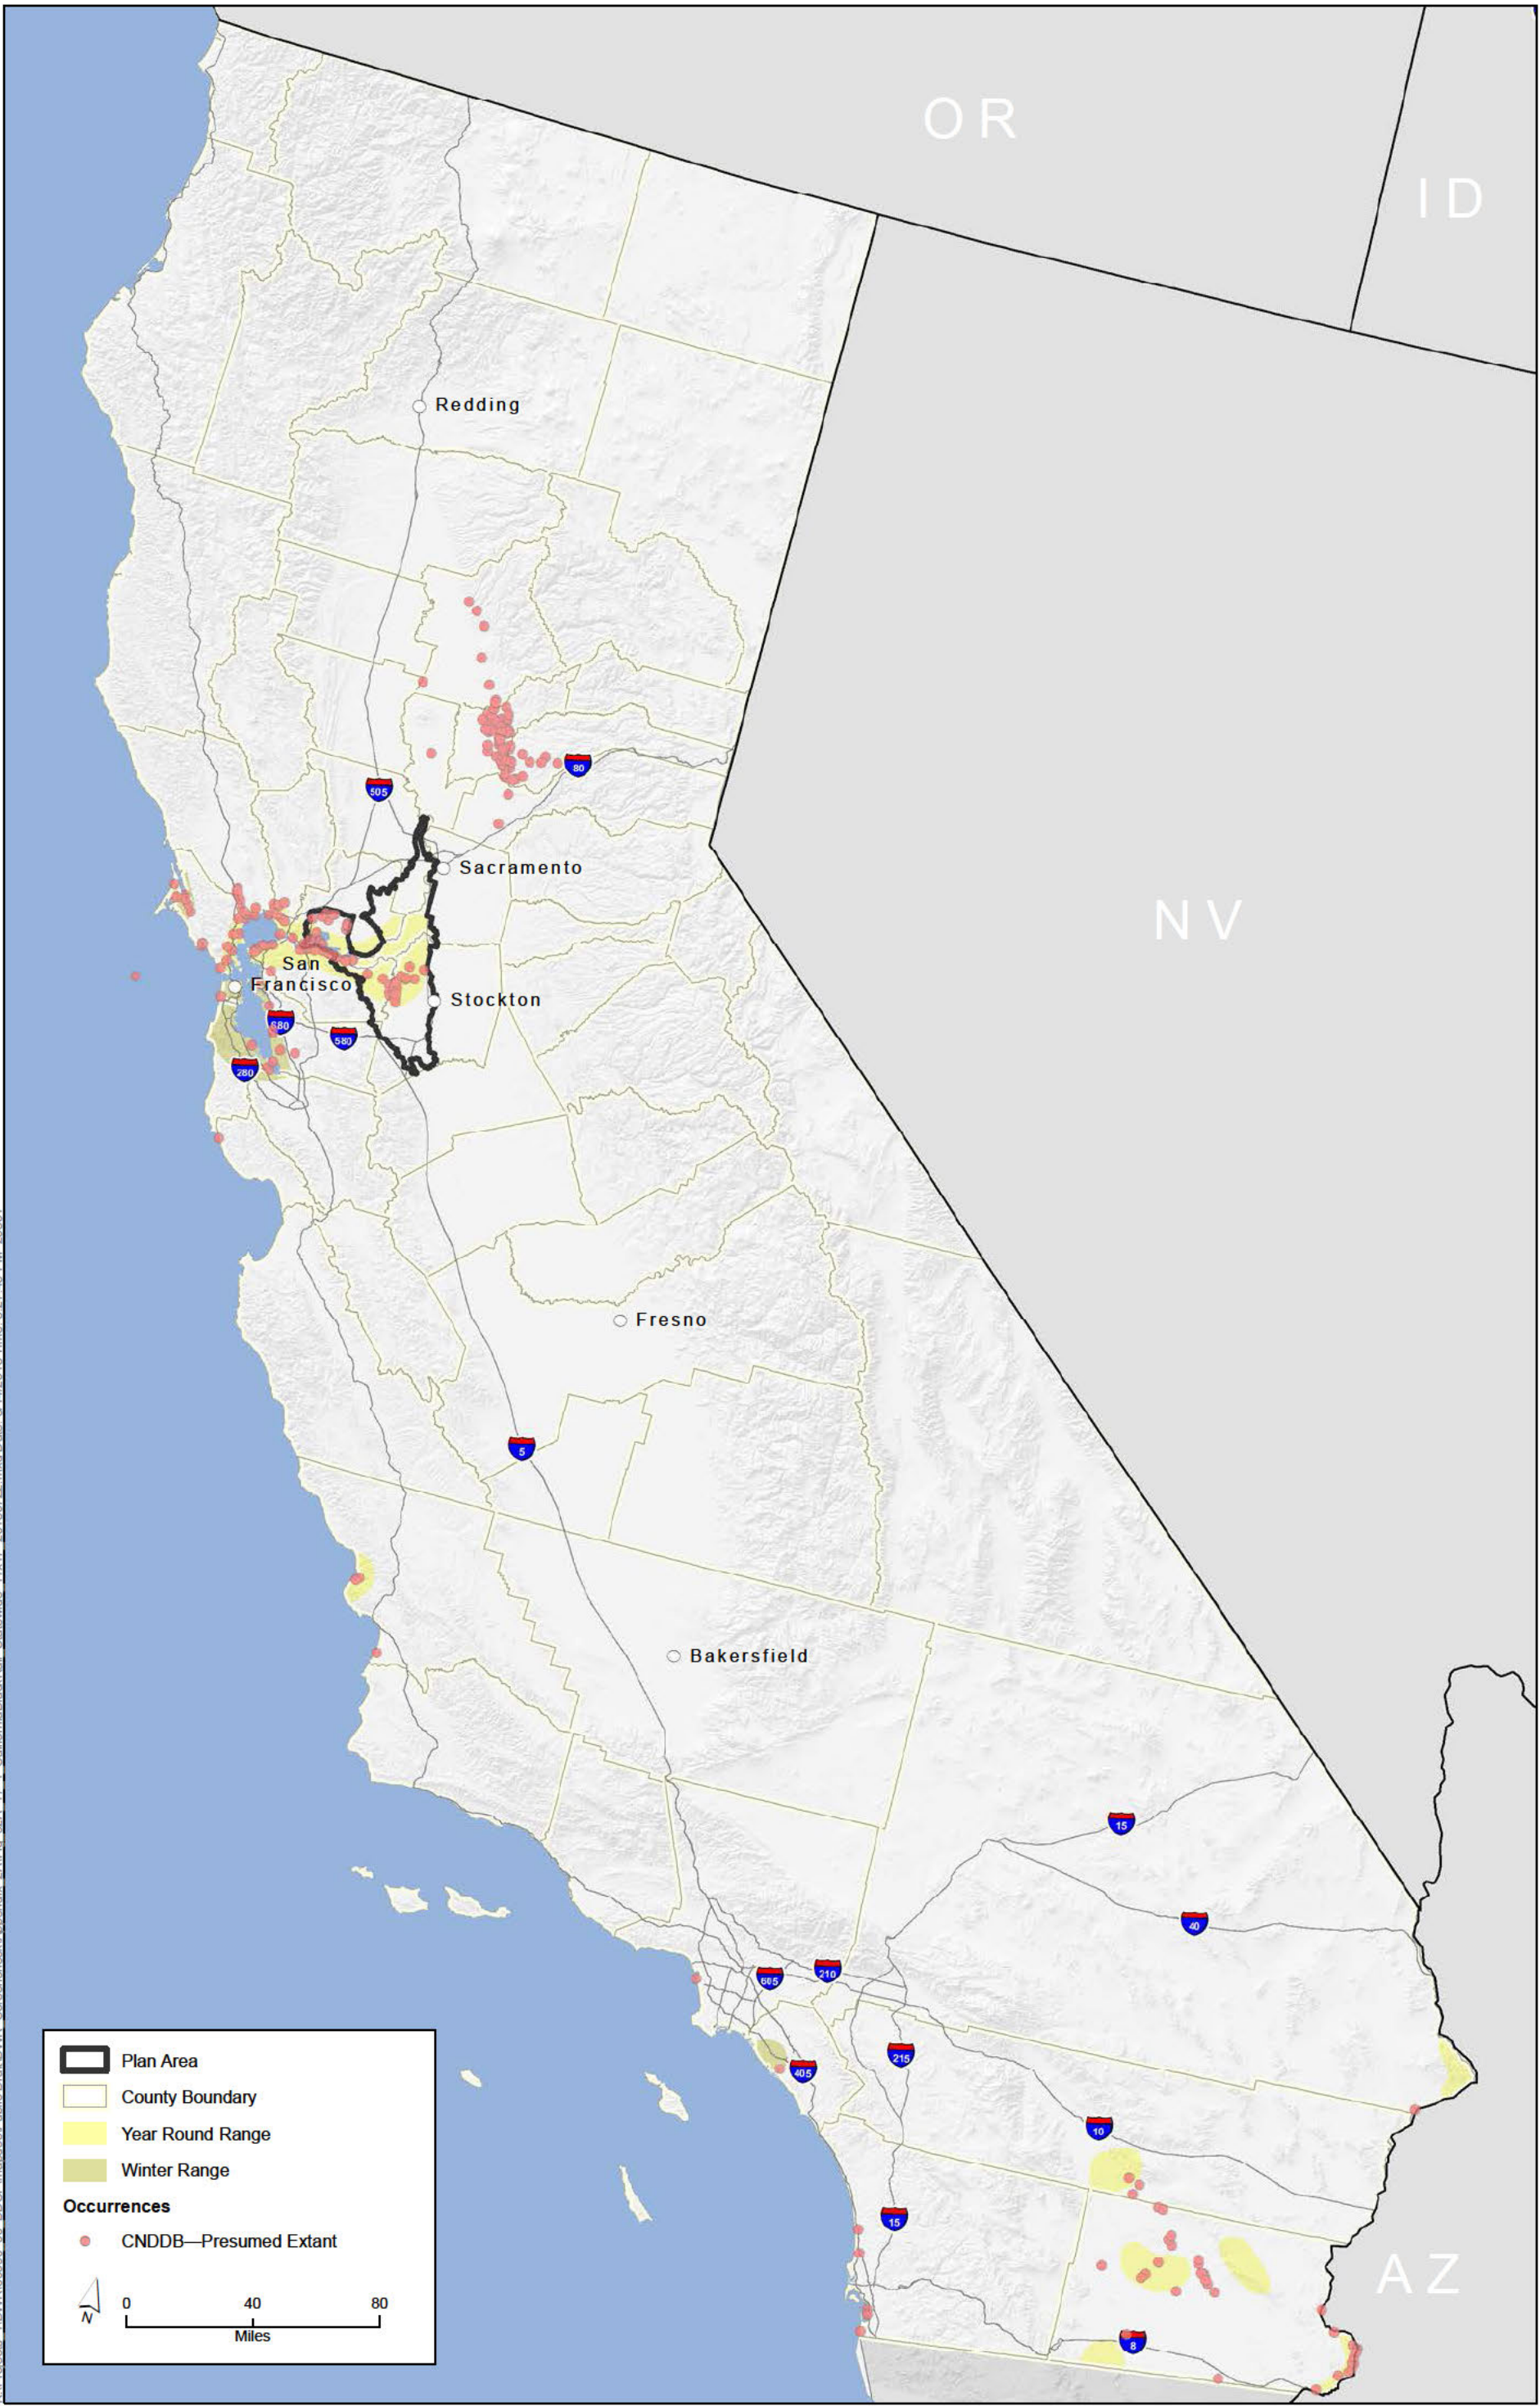 OR
ID
Redding
80
505
Sacramento
NV
San
Francisco
Stockton
680
580
280
Fresno
5
Bakersfield
15
40
605
210
405
215
10
15
AZ
8
Plan Area
County Boundary
Year Round Range
Winter Range
Occurrences
CNDDB—Presumed Extant
N
0 40 80
Miles